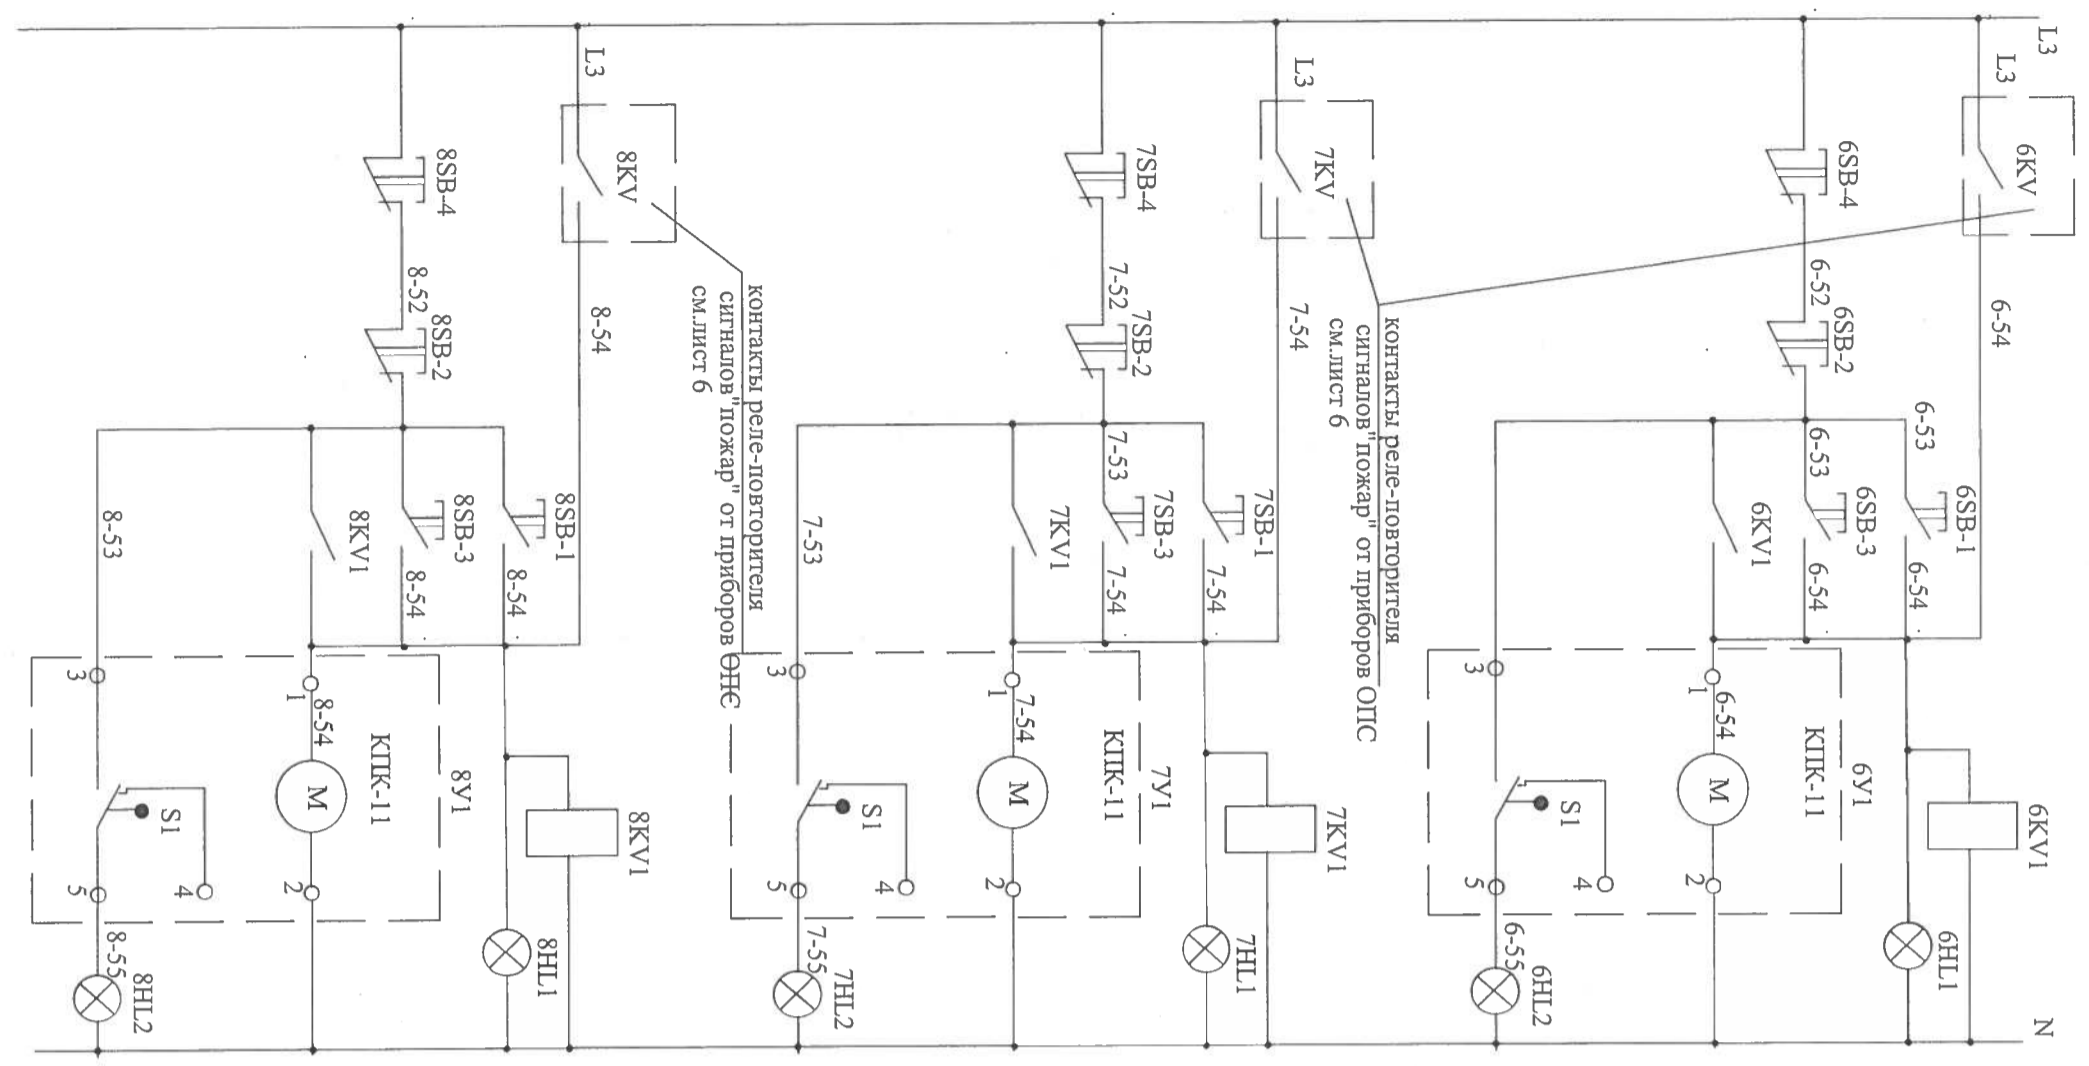 L3
L3
6KV
6SB-4
6-52
6SB-2
6-54
6-53
6SB-1
6-53
6SB-3
6KV1
6-54
6-54
3
1
6-54
КПК-11
6У1
M
S1
6KV1
2
4
5
6-55
6HL1
6HL2
N
L3
7KV
7SB-4
7-52
7SB-2
7-54
контакты реле-повторителя
сигналов"пожар" от приборов ОПС
см.лист 6
7-53
7SB-1
7SB-3
7KV1
7-53
7-54
7-54
3
1
7-54
КПК-11
7У1
M
S1
7KV1
2
4
5
7-55
7HL1
7HL2
L3
8KV
8SB-4
8-52
8SB-2
8-54
контакты реле-повторителя
сигналов"пожар" от приборов ОПС
см.лист 6
8SB-1
8SB-3
8KV1
8-53
8-54
8-54
3
1
8-54
КПК-11
8У1
M
S1
8KV1
2
4
5
8-55
8HL1
8HL2